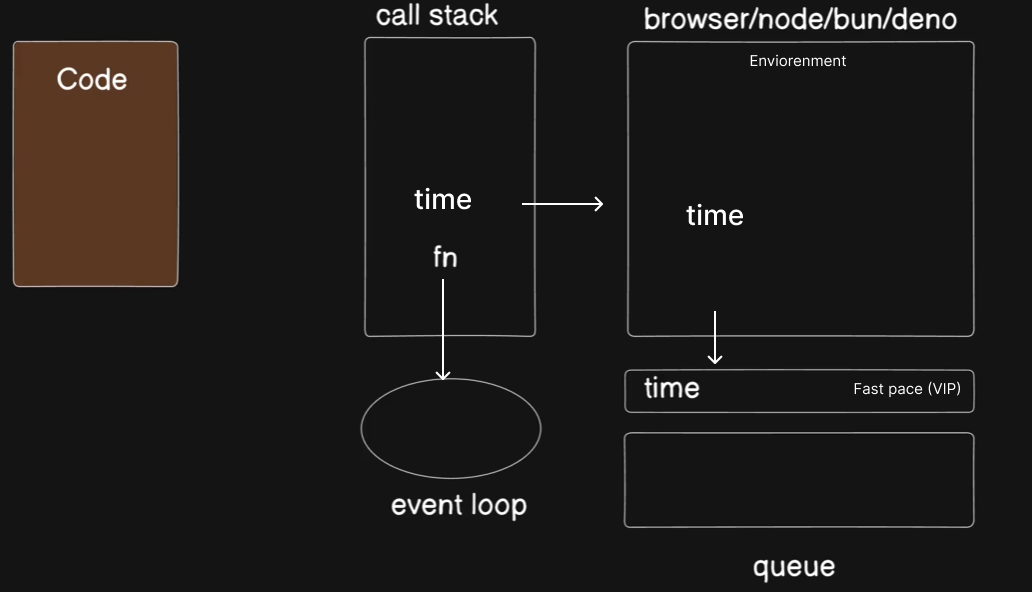 call stack
browser/node/bun/deno
Code
Enviorenment
time
time
fn
time
Fast pace (VIP)
event loop
queue